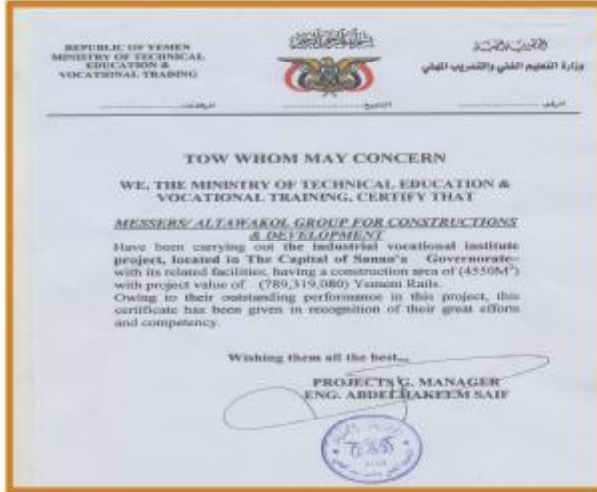 REPUBLIC OF YEMEN
MINISTRY OF TECHNICAL
EDUCATION &
VOCATIONAL TRADING
وزارة التعليم الفني والتدريب المهني
TOW WHOM MAY CONCERN
WE, THE MINISTRY OF TECHNICAL EDUCATION &
VOCATIONAL TRAINING, CERTIFY THAT
MESSERS/ ALTAWAKOL GROUP FOR CONSTRUCTIONS
& DEVELOPMENT
Have been carrying out the industrial vocational institute
project, located in The Capital of Sanao's Governorate-
with its related facilities, having a construction area of (4550M²)
with project value of (789,319,080) Yemeni Rails.
Owing to their outstanding performance in this project, this
certificate has been given in recognition of their great efforts
and competency.
Wishing them all the best,,,
PROJECTS G. MANAGER
ENG. ABDELHAKEEM SAIF